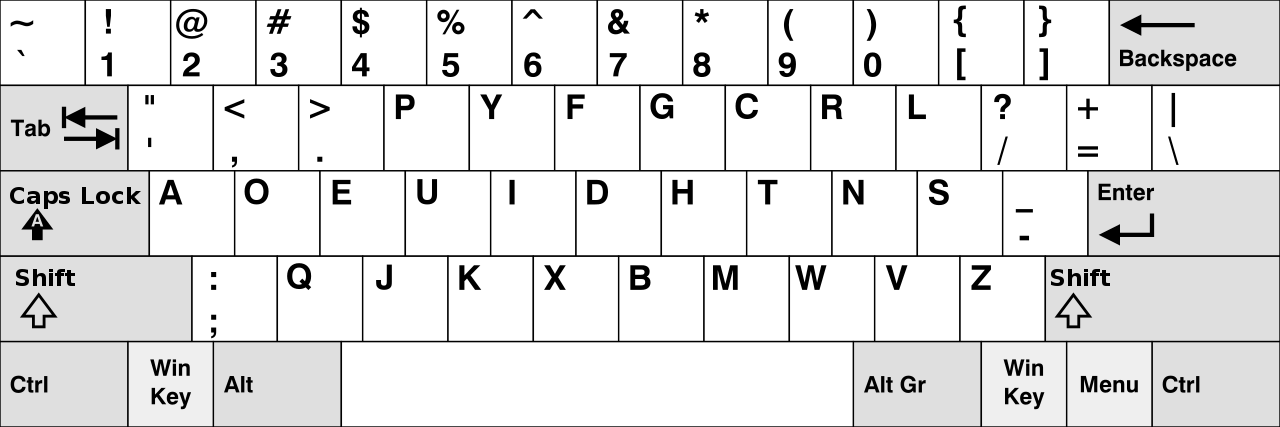 ~ ! @ # $ % ^ & * ( ) { }
` 1 2 3 4 5 6 7 8 9 0 [ ] Backspace
Tab " < > P Y F G C R L ? + |
' , . / = \
Caps Lock A O E U I D H T N S _ Enter
A -
Shift : Q J K X B M W V Z Shift
;
Ctrl Win Key Alt Alt Gr Win Key Menu Ctrl